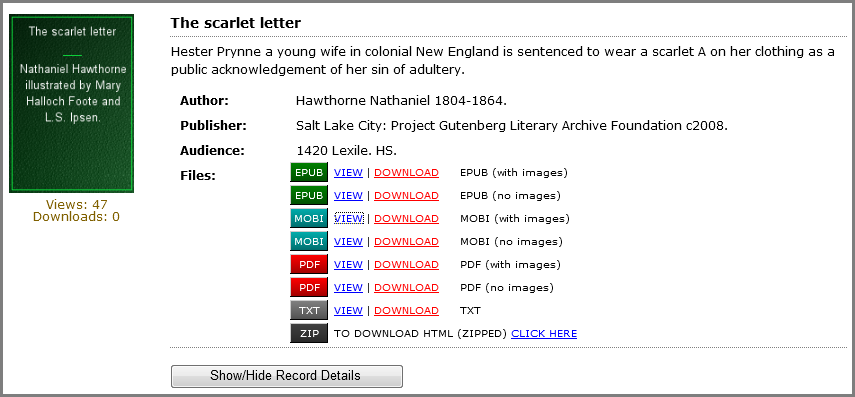 The scarlet letter
Nathaniel Hawthorne
illustrated by Mary
Halloch Foote and
L.S. Ipsen.
Views: 47
Downloads: 0
The scarlet letter
Hester Prynne a young wife in colonial New England is sentenced to wear a scarlet A on her clothing as a
public acknowledgement of her sin of adultery.
Author: Hawthorne Nathaniel 1804-1864.
Publisher: Salt Lake City: Project Gutenberg Literary Archive Foundation c2008.
Audience: 1420 Lexile. HS.
Files: EPUB VIEW | DOWNLOAD EPUB (with images)
EPUB VIEW | DOWNLOAD EPUB (no images)
MOBI VIEW | DOWNLOAD MOBI (with images)
MOBI VIEW | DOWNLOAD MOBI (no images)
PDF VIEW | DOWNLOAD PDF (with images)
PDF VIEW | DOWNLOAD PDF (no images)
TXT VIEW | DOWNLOAD TXT
ZIP TO DOWNLOAD HTML (ZIPPED) CLICK HERE
Show/Hide Record Details